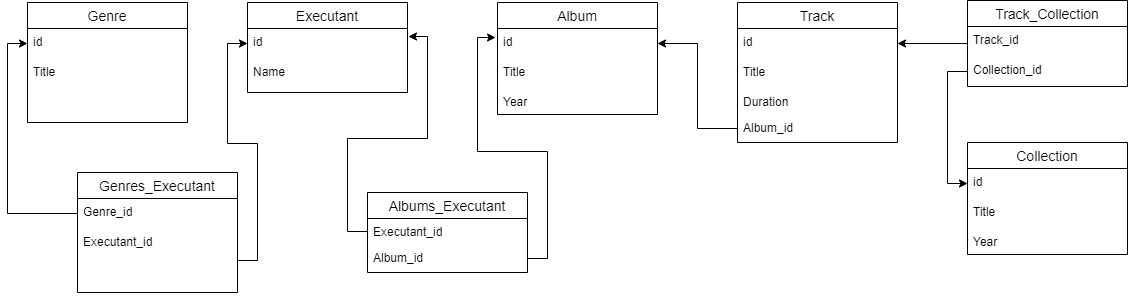 Genre
id
Title
Executant
id
Name
Album
id
Title
Year
Track
id
Title
Duration
Album_id
Track_Collection
Track_id
Collection_id
Genres_Executant
Genre_id
Executant_id
Albums_Executant
Executant_id
Album_id
Collection
id
Title
Year